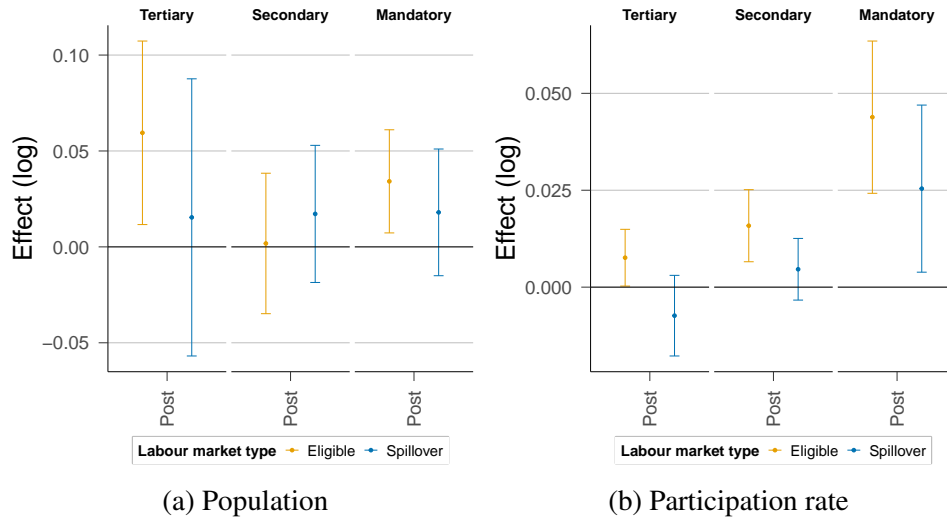 Tertiary Secondary Mandatory
0.10
0.05
0.00
−0.05
Effect (log)
Post Post Post
Labour market type Eligible Spillover
(a) Population
Tertiary Secondary Mandatory
0.050
0.025
0.000
Effect (log)
Post Post Post
Labour market type Eligible Spillover
(b) Participation rate